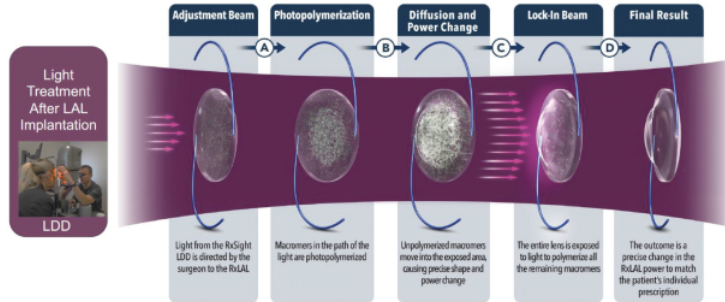 Adjustment Beam
A
Photopolymerization
B
Diffusion and
Power Change
C
Lock-In Beam
D
Final Result
Light
Treatment
After LAL
Implantation
LDD
Light from the RxSight
LDD is directed by the
surgeon to the RxLAL
Macromers in the path of the
light are photopolymerized
Unpolymerized macromers
move into the exposed area,
causing precise shape and
power change
The entire lens is exposed
to light to polymerize all
the remaining macromers
The outcome is a
precise change in the
RxLAL power to match
the patient's individual
prescription